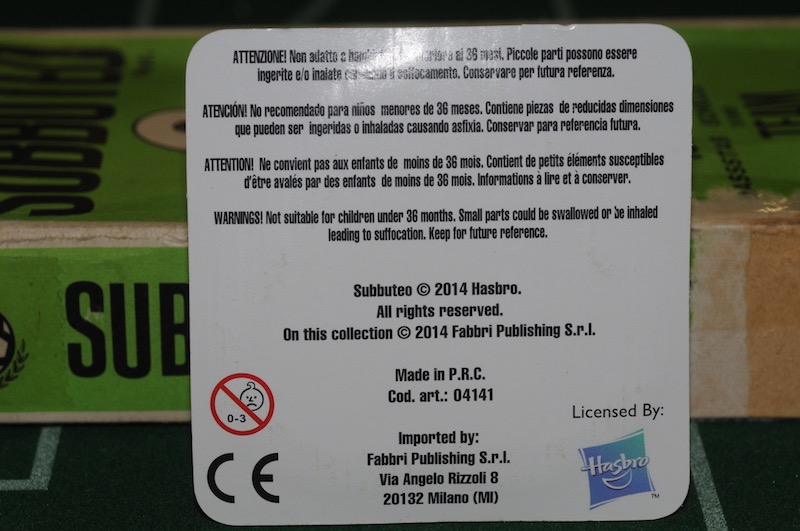 ATTENZIONE! Non adatto a ai 36 mesi. Piccole parti possono essere
ingerite e/o inalate soffocamento. Conservare per futura referenza.
ATENCIÓN! No recomendado para niños menores de 36 meses. Contiene piezas de reducidas dimensiones
que pueden ser ingeridas o inhaladas causando asfixia. Conservar para referencia futura.
ATTENTION! Ne convient pas aux enfants de moins de 36 mois. Contient de petits éléments susceptibles
d'être avalés par des enfants de moins de 36 mois. Informations à lire et à conserver.
WARNINGS! Not suitable for children under 36 months. Small parts could be swallowed or be inhaled
leading to suffocation. Keep for future reference.
Subbuteo © 2014 Hasbro.
All rights reserved.
On this collection © 2014 Fabbri Publishing S.r.l.
Made in P.R.C.
Cod. art.: 04141
Licensed By:
Hasbro
TM
0-3
CE
Imported by:
Fabbri Publishing S.r.l.
Via Angelo Rizzoli 8
20132 Milano (MI)
SUBBUTEO
SUB